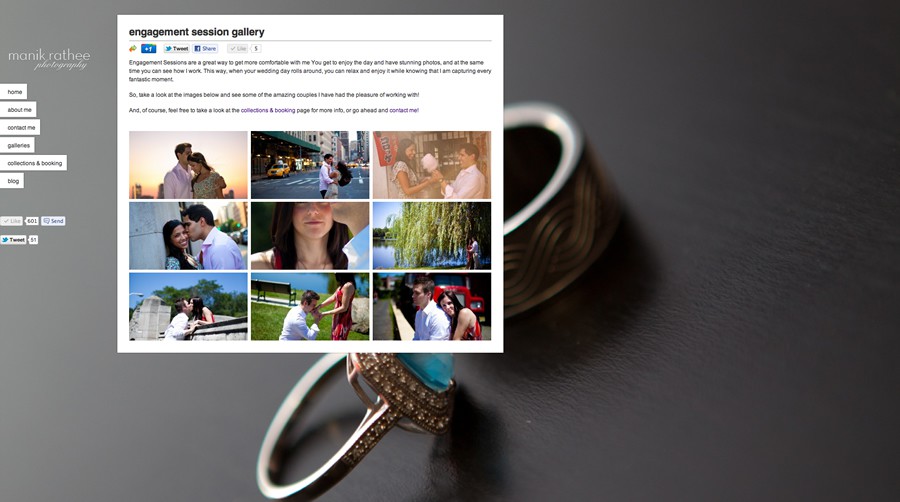 manik rathee
photography
home
about me
contact me
galleries
collections & booking
blog
Like 601 Send
Tweet 51
engagement session gallery
+1 Tweet Share Like 5
Engagement Sessions are a great way to get more comfortable with me You get to enjoy the day and have stunning photos, and at the same
time you can see how I work. This way, when your wedding day rolls around, you can relax and enjoy it while knowing that I am capturing every
fantastic moment.
So, take a look at the images below and see some of the amazing couples I have had the pleasure of working with!
And, of course, feel free to take a look at the collections & booking page for more info, or go ahead and contact me!